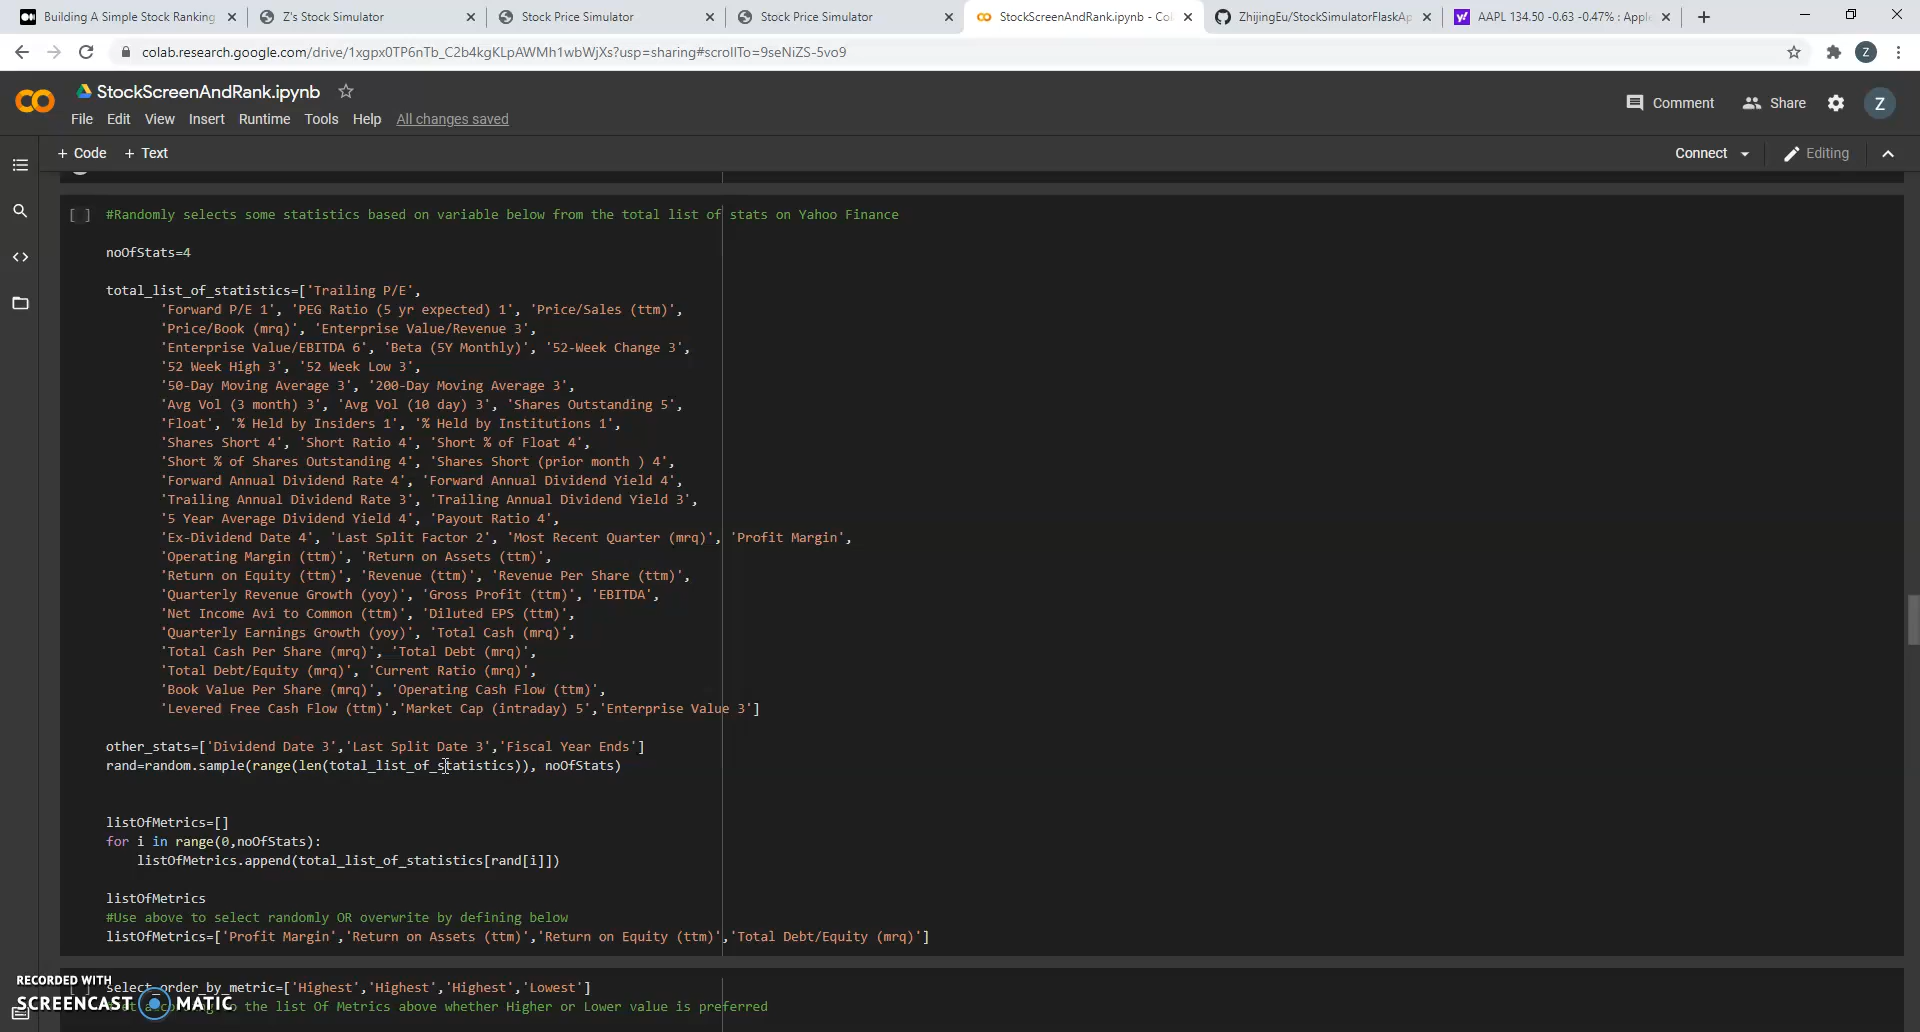 Building A Simple Stock Ranking
Z's Stock Simulator
Stock Price Simulator
Stock Price Simulator
StockScreenAndRank.ipynb - Col
ZhijingEu/StockSimulatorFlaskAp
AAPL 134.50 -0.63 -0.47% : Apple
colab.research.google.com/drive/1xgpx0TP6nTb_C2b4kgKLpAWMh1wbWjXs?usp=sharing#scrollTo=9seNiZS-5vo9
Z
CO StockScreenAndRank.ipynb
Comment Share Z
File Edit View Insert Runtime Tools Help All changes saved
+ Code + Text Connect Editing
[ ] #Randomly selects some statistics based on variable below from the total list of stats on Yahoo Finance
noOfStats=4
total_list_of_statistics=['Trailing P/E',
'Forward P/E 1', 'PEG Ratio (5 yr expected) 1', 'Price/Sales (ttm)',
'Price/Book (mrq)', 'Enterprise Value/Revenue 3',
'Enterprise Value/EBITDA 6', 'Beta (5Y Monthly)', '52-Week Change 3',
'52 Week High 3', '52 Week Low 3',
'50-Day Moving Average 3', '200-Day Moving Average 3',
'Avg Vol (3 month) 3', 'Avg Vol (10 day) 3', 'Shares Outstanding 5',
'Float', '% Held by Insiders 1', '% Held by Institutions 1',
'Shares Short 4', 'Short Ratio 4', 'Short % of Float 4',
'Short % of Shares Outstanding 4', 'Shares Short (prior month ) 4',
'Forward Annual Dividend Rate 4', 'Forward Annual Dividend Yield 4',
'Trailing Annual Dividend Rate 3', 'Trailing Annual Dividend Yield 3',
'5 Year Average Dividend Yield 4', 'Payout Ratio 4',
'Ex-Dividend Date 4', 'Last Split Factor 2', 'Most Recent Quarter (mrq)', 'Profit Margin',
'Operating Margin (ttm)', 'Return on Assets (ttm)',
'Return on Equity (ttm)', 'Revenue (ttm)', 'Revenue Per Share (ttm)',
'Quarterly Revenue Growth (yoy)', 'Gross Profit (ttm)', 'EBITDA',
'Net Income Avi to Common (ttm)', 'Diluted EPS (ttm)',
'Quarterly Earnings Growth (yoy)', 'Total Cash (mrq)',
'Total Cash Per Share (mrq)', 'Total Debt (mrq)',
'Total Debt/Equity (mrq)', 'Current Ratio (mrq)',
'Book Value Per Share (mrq)', 'Operating Cash Flow (ttm)',
'Levered Free Cash Flow (ttm)','Market Cap (intraday) 5','Enterprise Value 3']
other_stats=['Dividend Date 3','Last Split Date 3','Fiscal Year Ends']
rand=random.sample(range(len(total_list_of_statistics)), noOfStats)
listOfMetrics=[]
for i in range(0,noOfStats):
listOfMetrics.append(total_list_of_statistics[rand[i]])
listOfMetrics
#Use above to select randomly OR overwrite by defining below
listOfMetrics=['Profit Margin','Return on Assets (ttm)','Return on Equity (ttm)','Total Debt/Equity (mrq)']
RECORDED WITH
select_order_by_metric=['Highest','Highest','Highest','Lowest']
SCREENCAST MATIC
the list Of Metrics above whether Higher or Lower value is preferred